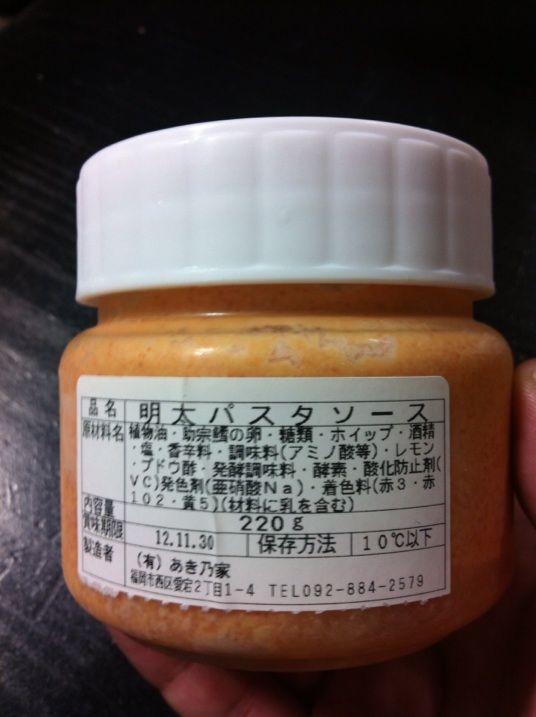 品名 明太パスタソース
原材料名 植物油・助宗鱈の卵・糖類・ホイップ・酒精
・塩・香辛料・調味料(アミノ酸等)・レモン
・ブドウ酢・発酵調味料・酵素・酸化防止剤(
VC)発色剤(亜硝酸Na)・着色料(赤3・赤
102・黄5)(材料に乳を含む)
内容量 220g
賞味期限 12.11.30 保存方法 10℃以下
製造者 (有)あき乃家
福岡市西区愛宕2丁目1-4 TEL092-884-2579